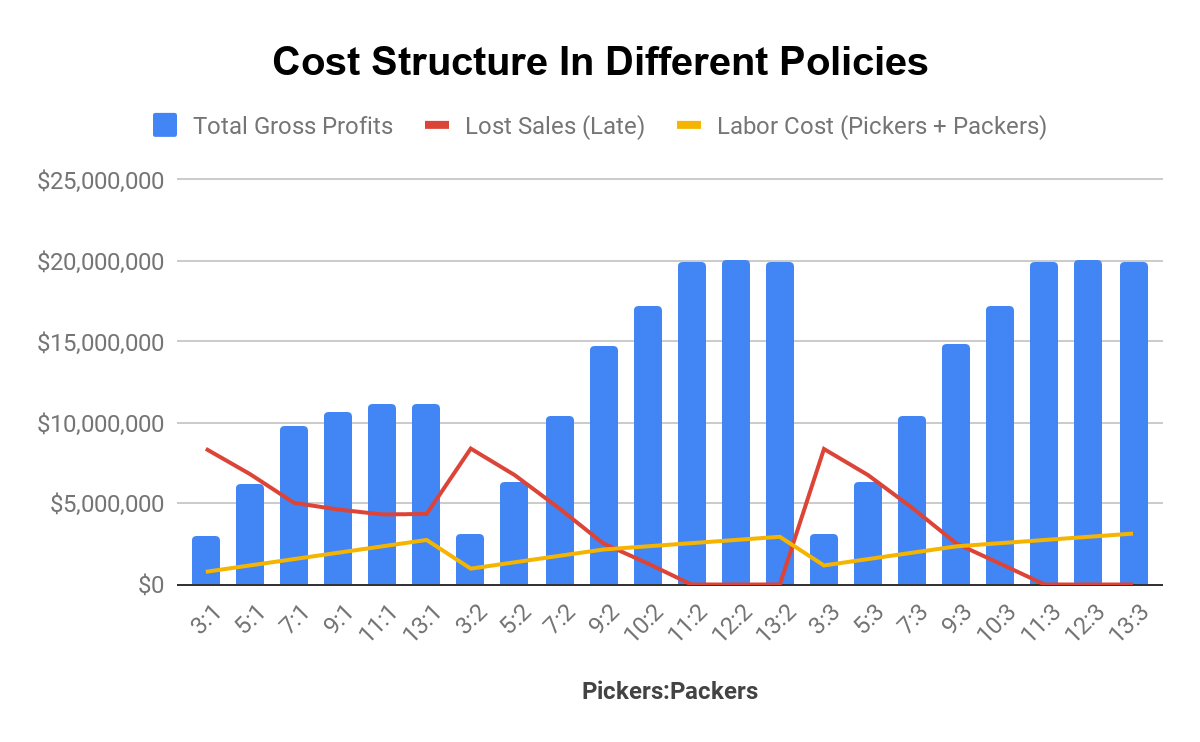 Cost Structure In Different Policies
Total Gross Profits Lost Sales (Late) Labor Cost (Pickers + Packers)
$25,000,000
$20,000,000
$15,000,000
$10,000,000
$5,000,000
$0
3:1 5:1 7:1 9:1 11:1 13:1 3:2 5:2 7:2 9:2 10:2 11:2 12:2 13:2 3:3 5:3 7:3 9:3 10:3 11:3 12:3 13:3
Pickers:Packers